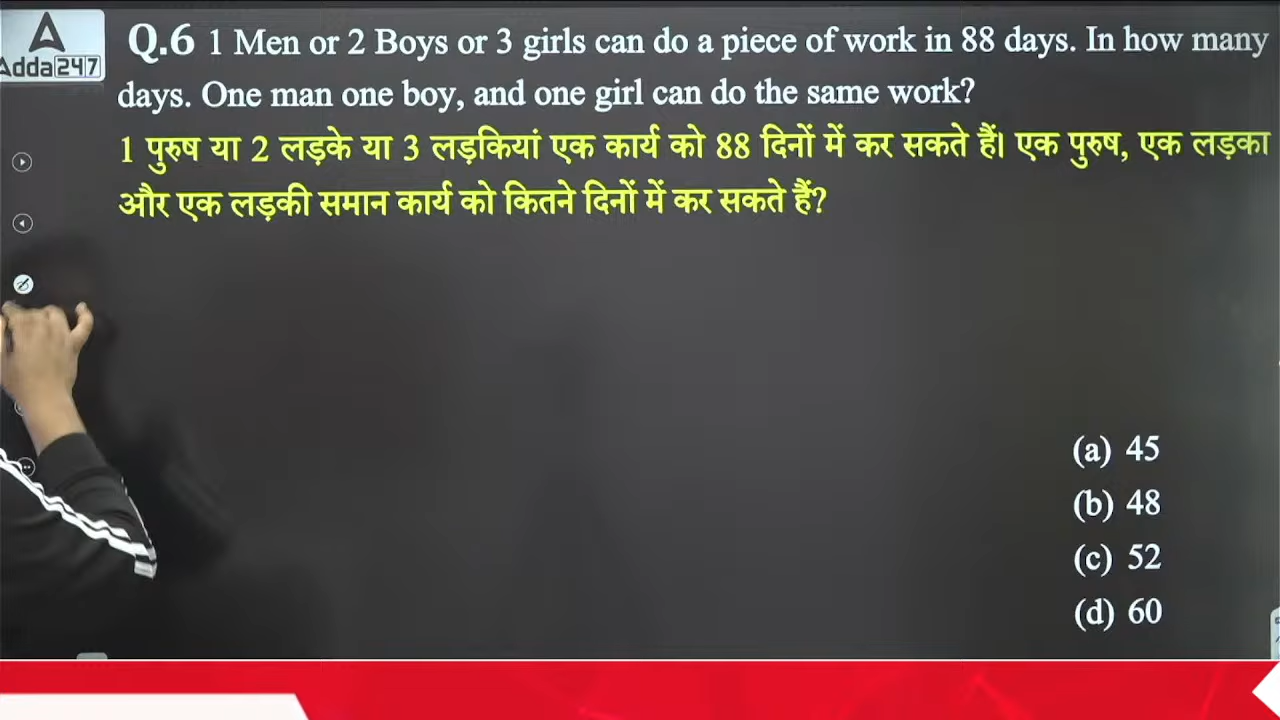 Adda247
Q.6 1 Men or 2 Boys or 3 girls can do a piece of work in 88 days. In how many
days. One man one boy, and one girl can do the same work?
1 पुरुष या 2 लड़के या 3 लड़कियां एक कार्य को 88 दिनों में कर सकते हैं। एक पुरुष, एक लड़का
और एक लड़की समान कार्य को कितने दिनों में कर सकते हैं?
(a) 45
(b) 48
(c) 52
(d) 60